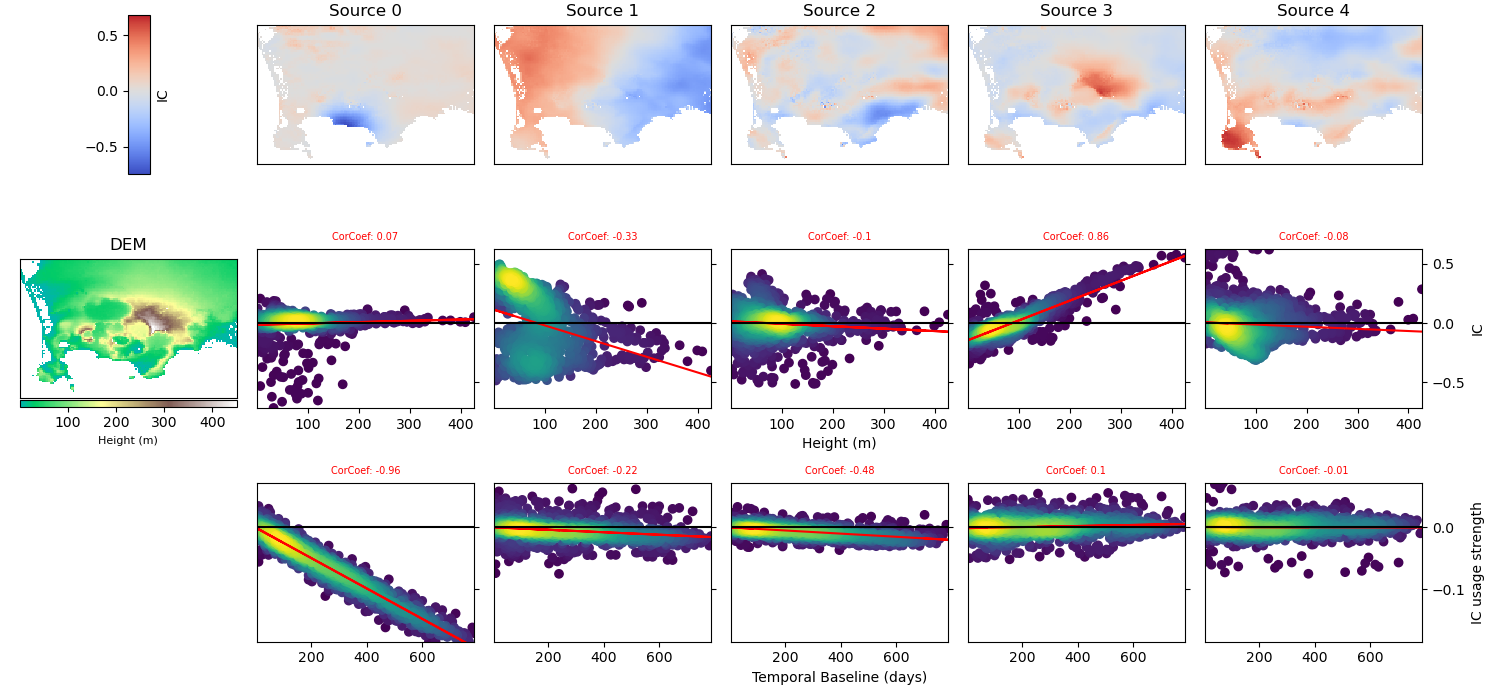 Source 0
Source 1
Source 2
Source 3
Source 4
0.5
0.0
−0.5
IC
DEM
100 200 300 400
Height (m)
CorCoef: 0.07
CorCoef: -0.33
CorCoef: -0.1
CorCoef: 0.86
CorCoef: -0.08
0.5
0.0
−0.5
IC
100 200 300 400
100 200 300 400
100 200 300 400
100 200 300 400
100 200 300 400
Height (m)
CorCoef: -0.96
CorCoef: -0.22
CorCoef: -0.48
CorCoef: 0.1
CorCoef: -0.01
0.0
−0.1
IC usage strength
200 400 600
200 400 600
200 400 600
200 400 600
200 400 600
Temporal Baseline (days)